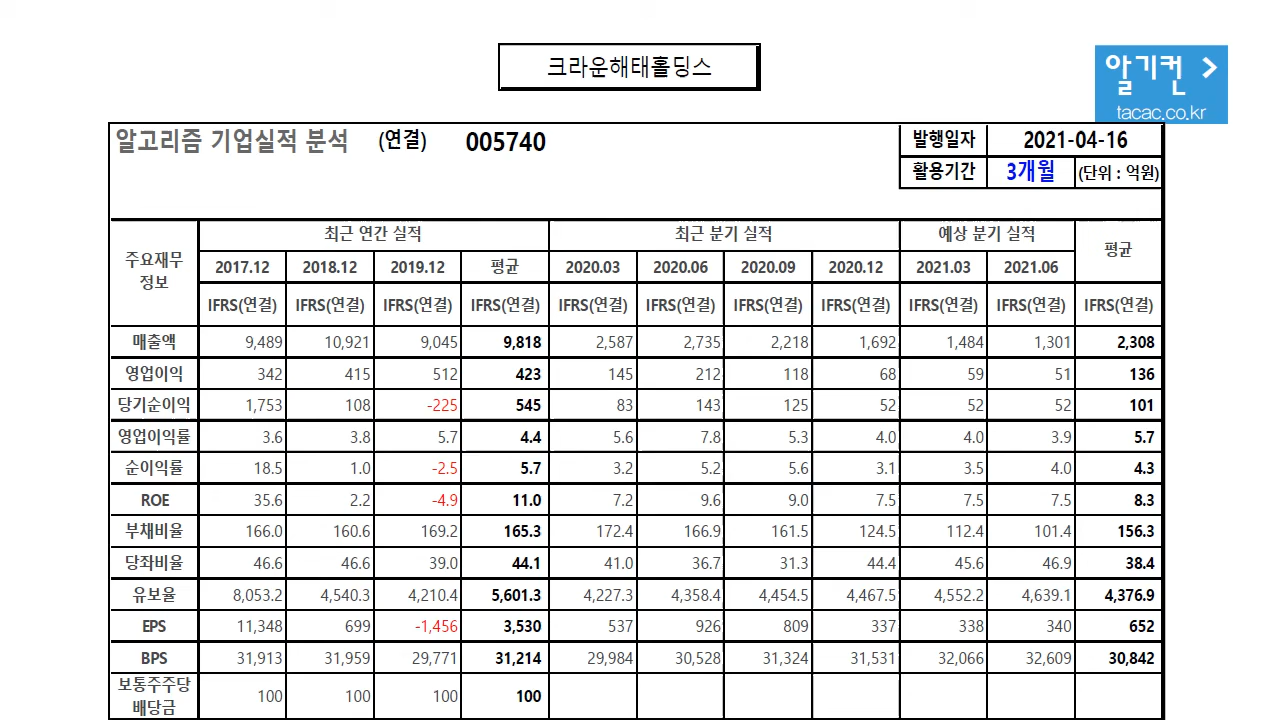 크라운해태홀딩스
알기컨 >
tacac.co.kr
알고리즘 기업실적 분석 (연결) 005740 발행일자 2021-04-16
활용기간 3개월 (단위 : 억원)
주요재무 정보 최근 연간 실적 최근 분기 실적 예상 분기 실적 평균
2017.12 2018.12 2019.12 평균 2020.03 2020.06 2020.09 2020.12 2021.03 2021.06
IFRS(연결) IFRS(연결) IFRS(연결) IFRS(연결) IFRS(연결) IFRS(연결) IFRS(연결) IFRS(연결) IFRS(연결) IFRS(연결) IFRS(연결)
매출액 9,489 10,921 9,045 9,818 2,587 2,735 2,218 1,692 1,484 1,301 2,308
영업이익 342 415 512 423 145 212 118 68 59 51 136
당기순이익 1,753 108 -225 545 83 143 125 52 52 52 101
영업이익률 3.6 3.8 5.7 4.4 5.6 7.8 5.3 4.0 4.0 3.9 5.7
순이익률 18.5 1.0 -2.5 5.7 3.2 5.2 5.6 3.1 3.5 4.0 4.3
ROE 35.6 2.2 -4.9 11.0 7.2 9.6 9.0 7.5 7.5 7.5 8.3
부채비율 166.0 160.6 169.2 165.3 172.4 166.9 161.5 124.5 112.4 101.4 156.3
당좌비율 46.6 46.6 39.0 44.1 41.0 36.7 31.3 44.4 45.6 46.9 38.4
유보율 8,053.2 4,540.3 4,210.4 5,601.3 4,227.3 4,358.4 4,454.5 4,467.5 4,552.2 4,639.1 4,376.9
EPS 11,348 699 -1,456 3,530 537 926 809 337 338 340 652
BPS 31,913 31,959 29,771 31,214 29,984 30,528 31,324 31,531 32,066 32,609 30,842
보통주주당 배당금 100 100 100 100